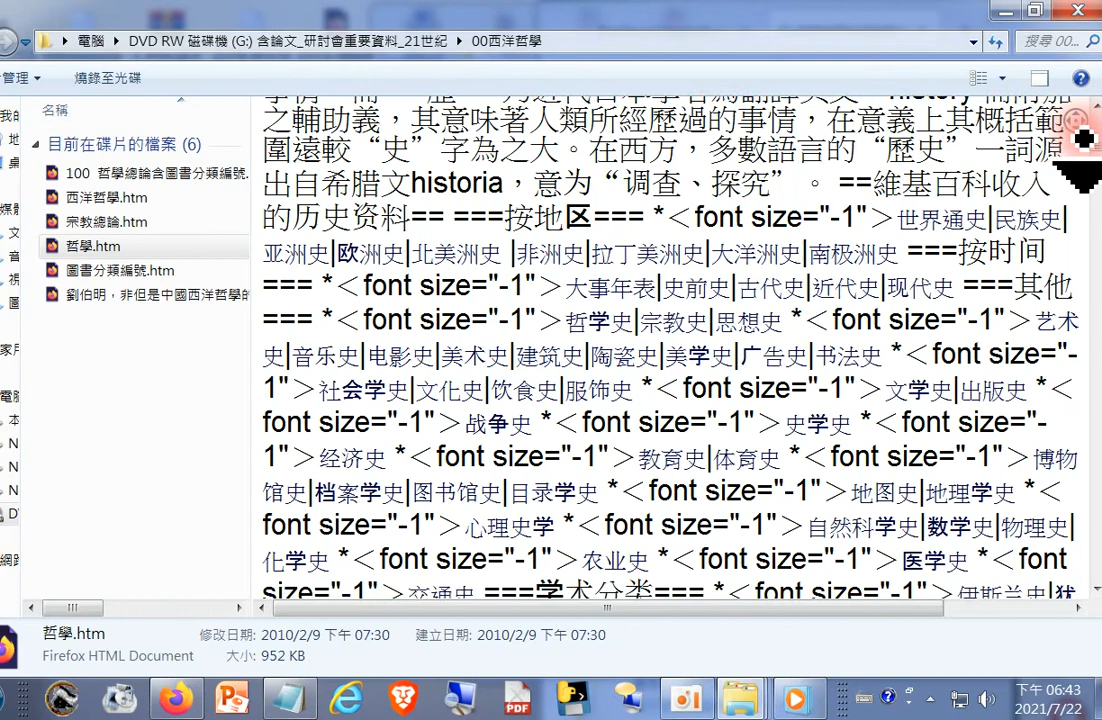 電腦 ▸ DVD RW 磁碟機 (G:) 含論文_研討會重要資料_21世紀 ▸ 00西洋哲學
搜尋 00...
管理
燒錄至光碟
名稱
目前在碟片的檔案 (6)
100 哲學總論含圖書分類編號.
西洋哲學.htm
宗教總論.htm
哲學.htm
圖書分類編號.htm
劉伯明，非但是中國西洋哲學的
之輔助義，其意味著人類所經歷過的事情，在意義上其概括範
圍遠較“史”字為之大。在西方，多數語言的“歷史”一詞源
出自希腊文historia，意为“调查、探究”。 ==維基百科收入
的历史资料== ===按地区=== *＜font size="-1"＞世界通史|民族史|
亚洲史|欧洲史|北美洲史 |非洲史|拉丁美洲史|大洋洲史|南极洲史 ===按时间
=== *＜font size="-1"＞大事年表|史前史|古代史|近代史|现代史 ===其他
=== *＜font size="-1"＞哲学史|宗教史|思想史 *＜font size="-1"＞艺术
史|音乐史|电影史|美术史|建筑史|陶瓷史|美学史|广告史|书法史 *＜font size="-
1"＞社会学史|文化史|饮食史|服饰史 *＜font size="-1"＞文学史|出版史 *＜
font size="-1"＞战争史 *＜font size="-1"＞史学史 *＜font size="-
1"＞经济史 *＜font size="-1"＞教育史|体育史 *＜font size="-1"＞博物
馆史|档案学史|图书馆史|目录学史 *＜font size="-1"＞地图史|地理学史 *＜
font size="-1"＞心理史学 *＜font size="-1"＞自然科学史|数学史|物理史|
化学史 *＜font size="-1"＞农业史 *＜font size="-1"＞医学史 *＜font
size="-1"＞交通史 ===学术分类=== *＜font size="-1"＞伊斯兰史|犹
哲學.htm
修改日期: 2010/2/9 下午 07:30
建立日期: 2010/2/9 下午 07:30
Firefox HTML Document
大小: 952 KB
PDF
下午 06:43
2021/7/22